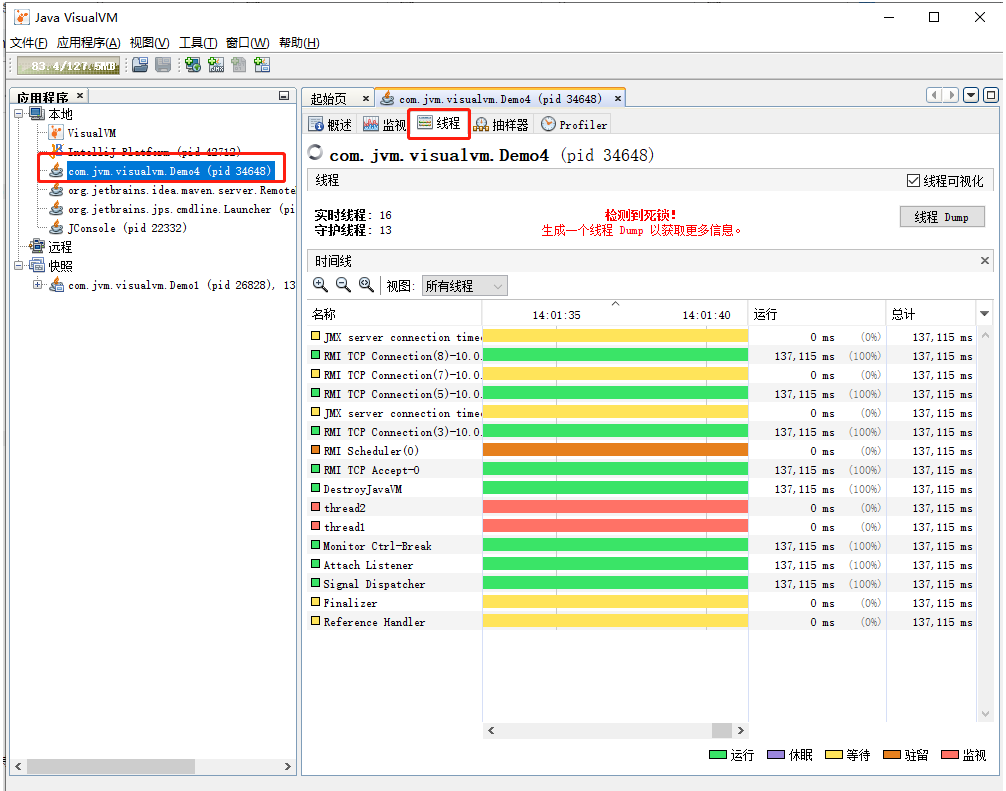 Java VisualVM
文件(F) 应用程序(A) 视图(V) 工具(T) 窗口(W) 帮助(H)
83.4/127.5MB
应用程序
本地
VisualVM
IntelliJ Platform (pid 42712)
com.jvm.visualvm.Demo4 (pid 34648)
org.jetbrains.idea.maven.server.Remote
org.jetbrains.jps.cmdline.Launcher (pi
JConsole (pid 22332)
远程
快照
com.jvm.visualvm.Demo1 (pid 26828), 13
起始页 com.jvm.visualvm.Demo4 (pid 34648)
概述 监视 线程 抽样器 Profiler
com.jvm.visualvm.Demo4 (pid 34648)
线程 线程可视化
实时线程: 16
守护线程: 13
检测到死锁!
生成一个线程 Dump 以获取更多信息。
线程 Dump
时间线
视图: 所有线程
名称 14:01:35 14:01:40 运行 总计
JMX server connection time 0 ms (0%) 137,115 ms
RMI TCP Connection(8)-10.0. 137,115 ms (100%) 137,115 ms
RMI TCP Connection(7)-10.0. 0 ms (0%) 137,115 ms
RMI TCP Connection(5)-10.0. 137,115 ms (100%) 137,115 ms
JMX server connection time 0 ms (0%) 137,115 ms
RMI TCP Connection(3)-10.0. 137,115 ms (100%) 137,115 ms
RMI Scheduler(0) 0 ms (0%) 137,115 ms
RMI TCP Accept-0 137,115 ms (100%) 137,115 ms
DestroyJavaVM 137,115 ms (100%) 137,115 ms
thread2 0 ms (0%) 137,115 ms
thread1 0 ms (0%) 137,115 ms
Monitor Ctrl-Break 137,115 ms (100%) 137,115 ms
Attach Listener 137,115 ms (100%) 137,115 ms
Signal Dispatcher 137,115 ms (100%) 137,115 ms
Finalizer 0 ms (0%) 137,115 ms
Reference Handler 0 ms (0%) 137,115 ms
运行 休眠 等待 驻留 监视